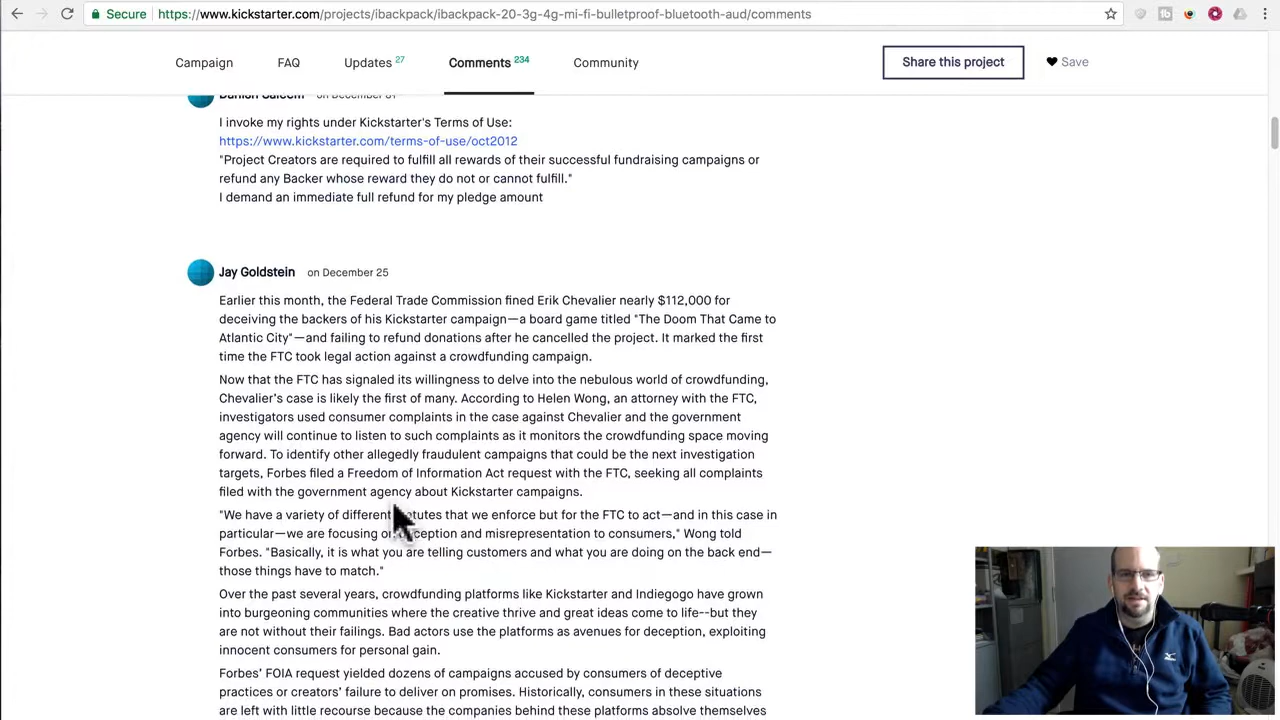 Secure https://www.kickstarter.com/projects/ibackpack/ibackpack-20-3g-4g-mi-fi-bulletproof-bluetooth-aud/comments
Campaign FAQ Updates 27 Comments 234 Community Share this project Save
Danish Saleem on December 31
I invoke my rights under Kickstarter's Terms of Use:
https://www.kickstarter.com/terms-of-use/oct2012
"Project Creators are required to fulfill all rewards of their successful fundraising campaigns or
refund any Backer whose reward they do not or cannot fulfill."
I demand an immediate full refund for my pledge amount
Jay Goldstein on December 25
Earlier this month, the Federal Trade Commission fined Erik Chevalier nearly $112,000 for
deceiving the backers of his Kickstarter campaign—a board game titled "The Doom That Came to
Atlantic City"—and failing to refund donations after he cancelled the project. It marked the first
time the FTC took legal action against a crowdfunding campaign.
Now that the FTC has signaled its willingness to delve into the nebulous world of crowdfunding,
Chevalier's case is likely the first of many. According to Helen Wong, an attorney with the FTC,
investigators used consumer complaints in the case against Chevalier and the government
agency will continue to listen to such complaints as it monitors the crowdfunding space moving
forward. To identify other allegedly fraudulent campaigns that could be the next investigation
targets, Forbes filed a Freedom of Information Act request with the FTC, seeking all complaints
filed with the government agency about Kickstarter campaigns.
"We have a variety of different tutes that we enforce but for the FTC to act—and in this case in
particular—we are focusing on ception and misrepresentation to consumers," Wong told
Forbes. "Basically, it is what you are telling customers and what you are doing on the back end—
those things have to match."
Over the past several years, crowdfunding platforms like Kickstarter and Indiegogo have grown
into burgeoning communities where the creative thrive and great ideas come to life--but they
are not without their failings. Bad actors use the platforms as avenues for deception, exploiting
innocent consumers for personal gain.
Forbes' FOIA request yielded dozens of campaigns accused by consumers of deceptive
practices or creators' failure to deliver on promises. Historically, consumers in these situations
are left with little recourse because the companies behind these platforms absolve themselves